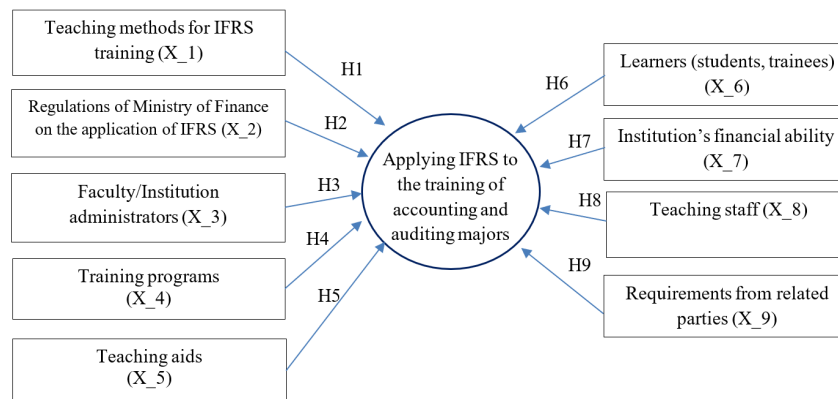 Teaching methods for IFRS
training (X_1)
Regulations of Ministry of Finance
on the application of IFRS (X_2)
Faculty/Institution
administrators (X_3)
Training programs
(X_4)
Teaching aids
(X_5)
H1
H2
H3
H4
H5
Applying IFRS to
the training of
accounting and
auditing majors
H6
H7
H8
H9
Learners (students, trainees)
(X_6)
Institution’s financial ability
(X_7)
Teaching staff (X_8)
Requirements from related
parties (X_9)